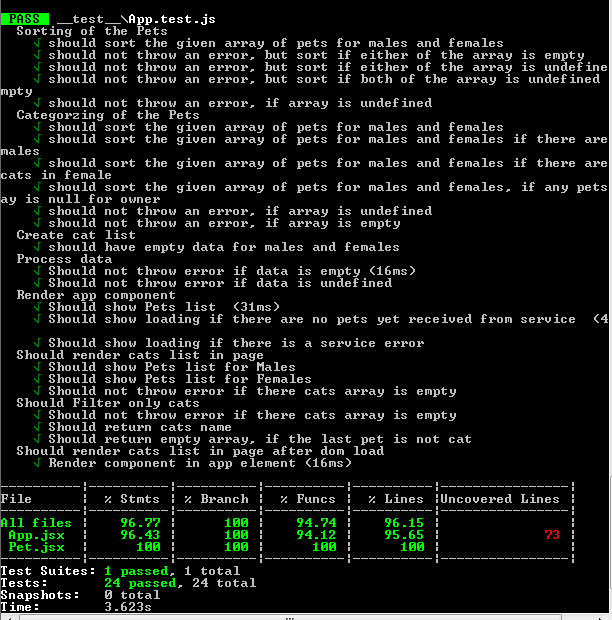 PASS __test__\App.test.js
Sorting of the Pets
√ should sort the given array of pets for males and females
√ should not throw an error, but sort if either of the array is empty
√ should not throw an error, but sort if either of the array is undefine
√ should not throw an error, but sort if both of the array is undefined
mpty
√ should not throw an error, if array is undefined
Categorzing of the Pets
√ should sort the given array of pets for males and females
√ should sort the given array of pets for males and females if there are
males
√ should sort the given array of pets for males and females if there are
cats in female
√ should sort the given array of pets for males and females, if any pets
ay is null for owner
√ should not throw an error, if array is undefined
√ should not throw an error, if array is empty
Create cat list
√ should have empty data for males and females
Process data
√ Should not throw error if data is empty (16ms)
√ Should not throw error if data is undefined
Render app component
√ Should show Pets list (31ms)
√ Should show loading if there are no pets yet received from service (4
√ Should show loading if there is a service error
Should render cats list in page
√ Should show Pets list for Males
√ Should show Pets list for Females
√ Should not throw error if there cats array is empty
Should Filter only cats
√ Should not throw error if there cats array is empty
√ Should return cats name
√ Should return empty array, if the last pet is not cat
Should render cats list in page after dom load
√ Render component in app element (16ms)
----------|----------|----------|----------|----------|----------------|
File | % Stmts | % Branch | % Funcs | % Lines |Uncovered Lines |
----------|----------|----------|----------|----------|----------------|
All files | 96.77 | 100 | 94.74 | 96.15 | |
App.jsx | 96.43 | 100 | 94.12 | 95.65 | 73 |
Pet.jsx | 100 | 100 | 100 | 100 | |
----------|----------|----------|----------|----------|----------------|
Test Suites: 1 passed, 1 total
Tests: 24 passed, 24 total
Snapshots: 0 total
Time: 3.623s